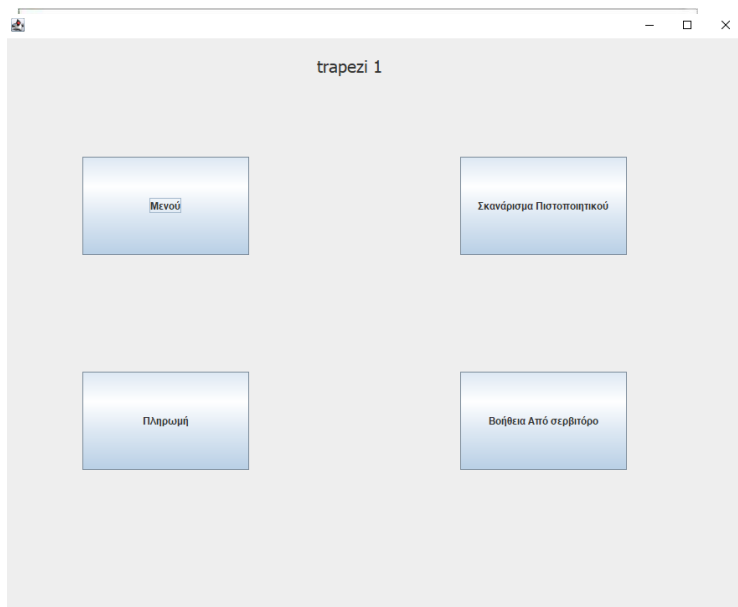 trapezi 1
Μενού
Σκανάρισμα Πιστοποιητικού
Πληρωμή
Βοήθεια Από σερβιτόρο